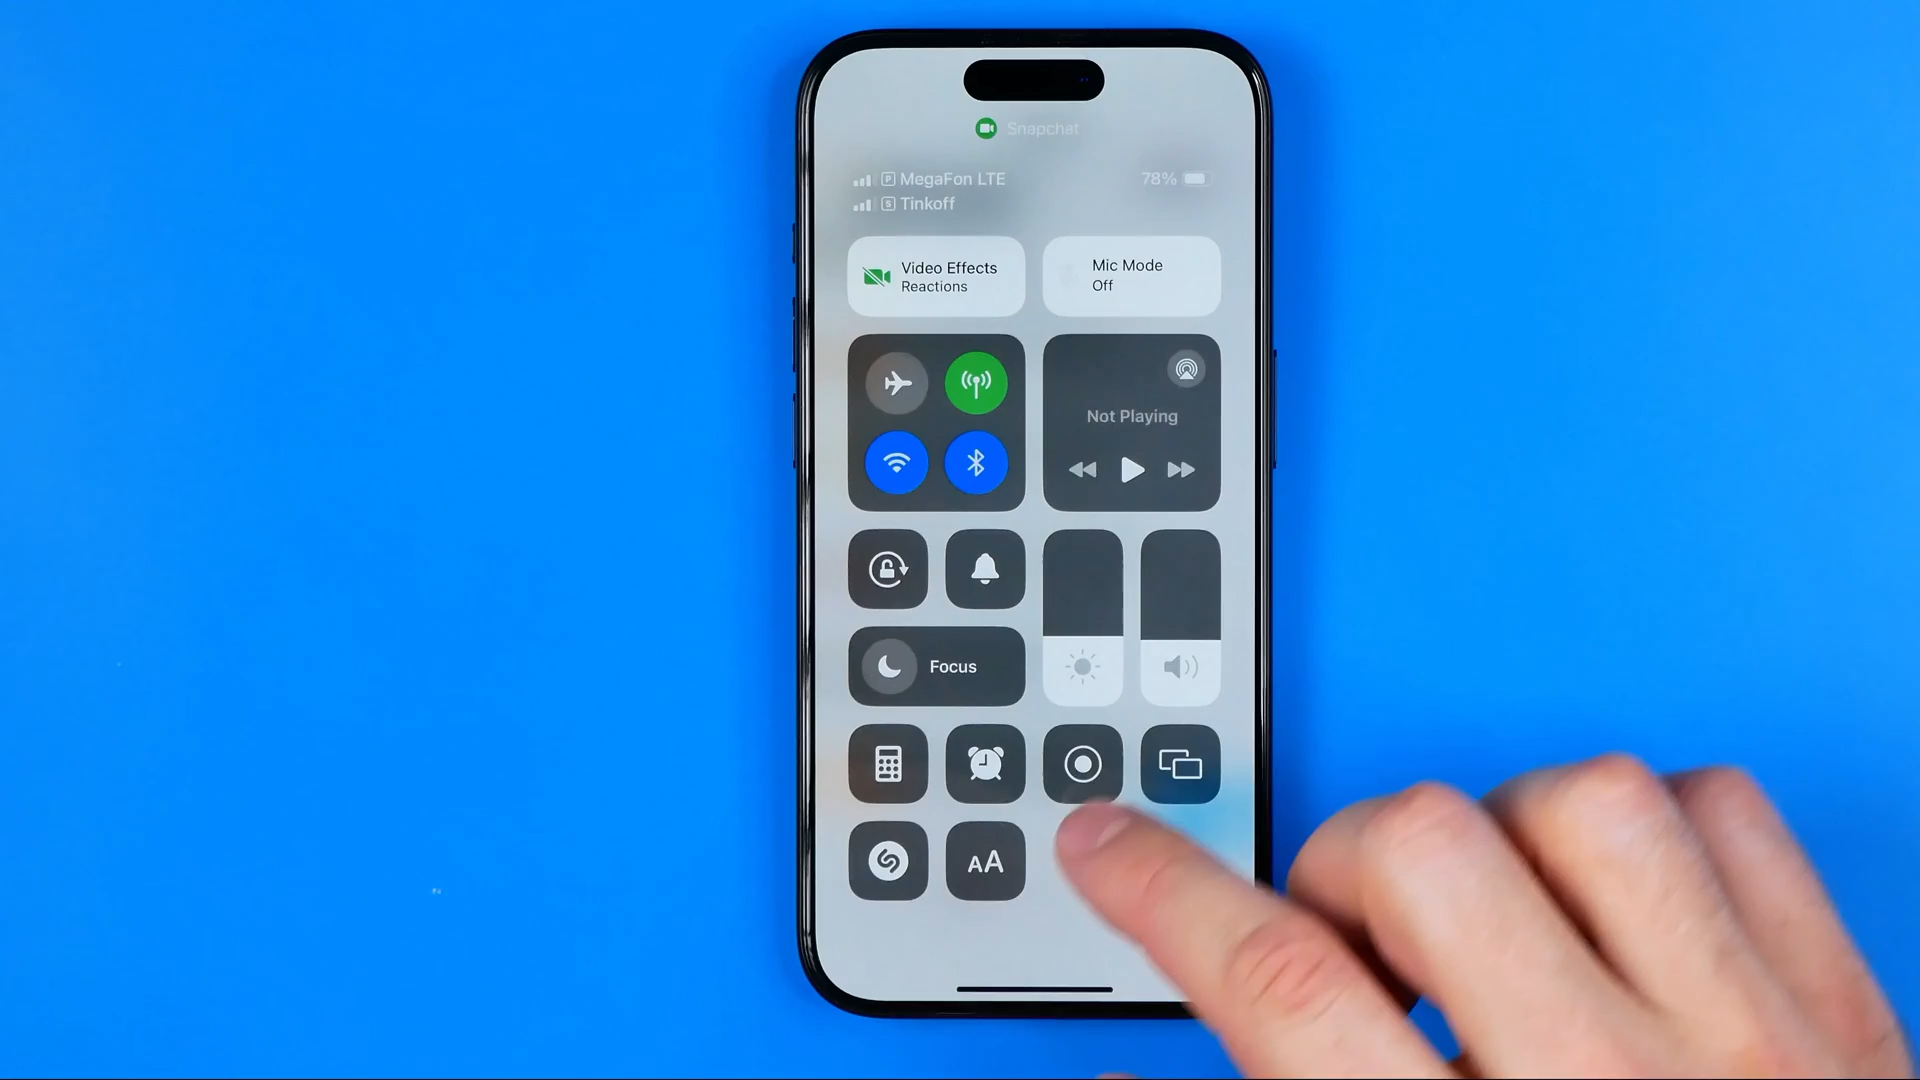 Snapchat
P MegaFon LTE
78%
S Tinkoff
Video Effects
Reactions
Mic Mode
Off
Not Playing
Focus
AA